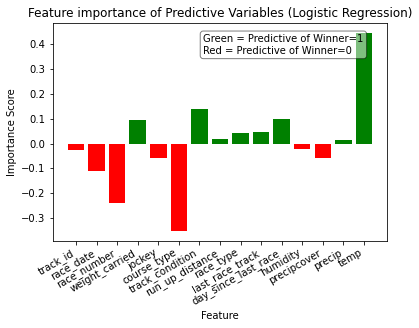 Feature importance of Predictive Variables (Logistic Regression)
Green = Predictive of Winner=1
Red = Predictive of Winner=0
Importance Score
0.4
0.3
0.2
0.1
0.0
−0.1
−0.2
−0.3
track_id
race_date
race_number
weight_carried
jockey
course_type
track_condition
run_up_distance
race_type
last_race_track
day_since_last_race
humidity
precipcover
precip
temp
Feature